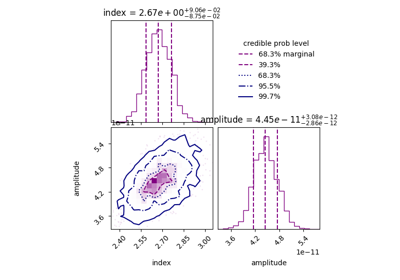 index = 2.67e+00+9.06e−02−8.75e−02
credible prob level
68.3% marginal
39.3%
68.3%
95.5%
99.7%
1e−11
amplitude = 4.45e−11+3.08e−12−2.86e−12
5.4
4.8
4.2
3.6
amplitude
2.40
2.55
2.70
2.85
3.00
index
3.6
4.2
4.8
5.4
1e−11
amplitude